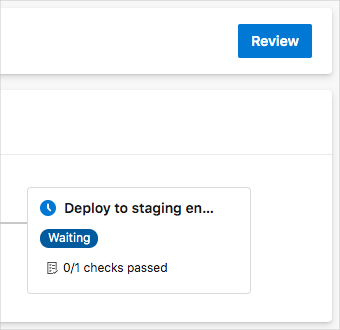 Review
Deploy to staging en...
Waiting
0/1 checks passed